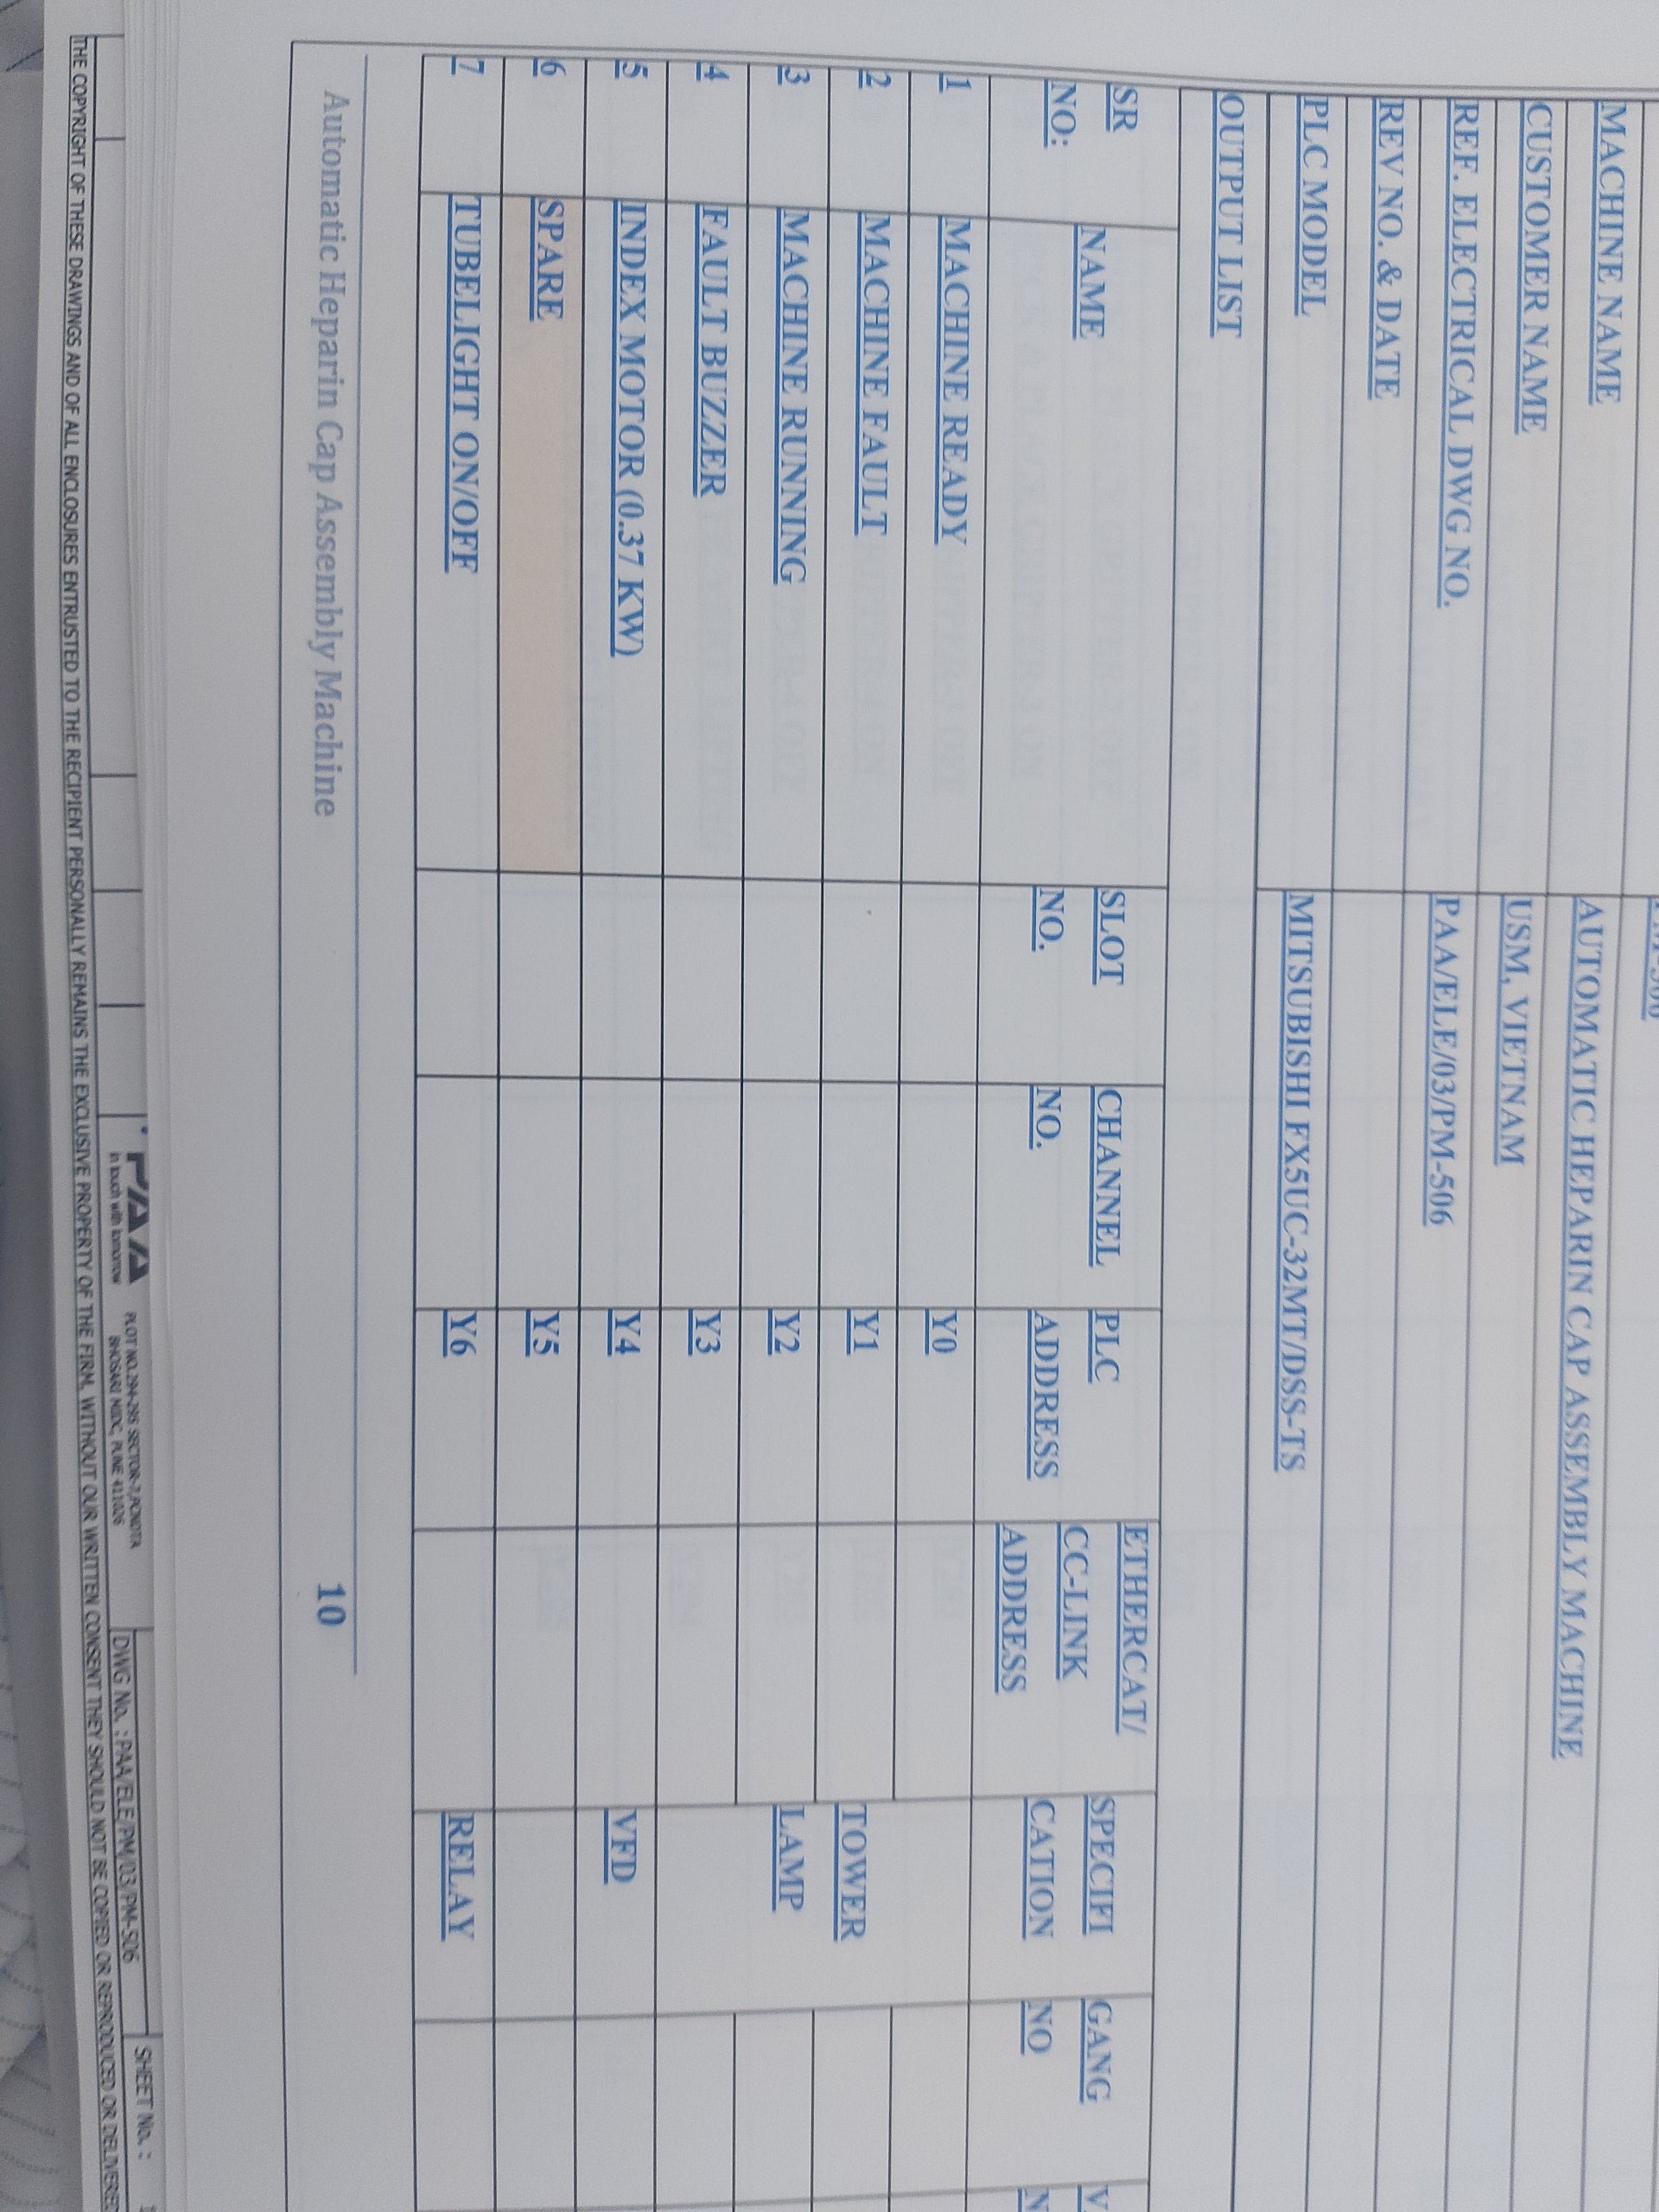 PM-506
MACHINE NAME
AUTOMATIC HEPARIN CAP ASSEMBLY MACHINE
CUSTOMER NAME
USM, VIETNAM
REF. ELECTRICAL DWG NO.
PAA/ELE/03/PM-506
REV NO. & DATE
PLC MODEL
MITSUBISHI FX5UC-32MT/DSS-TS
OUTPUT LIST
SR
NO:
NAME
SLOT
NO.
CHANNEL
NO.
PLC
ADDRESS
ETHERCAT/
CC-LINK
ADDRESS
SPECIFI
CATION
GANG
NO
1 MACHINE READY Y0
2 MACHINE FAULT Y1
3 MACHINE RUNNING Y2
4 FAULT BUZZER Y3
TOWER
LAMP
5 INDEX MOTOR (0.37 KW) Y4 VFD
6 SPARE Y5
7 TUBELIGHT ON/OFF Y6 RELAY
Automatic Heparin Cap Assembly Machine 10
PAA
in touch with tomorrow
PLOT NO.294-295 SECTOR-7,PCNDTA
BHOSARI MIDC, PUNE 411026
DWG No. :PAA/ELE/PM/03/PM-506
SHEET No. :
THE COPYRIGHT OF THESE DRAWINGS AND OF ALL ENCLOSURES ENTRUSTED TO THE RECIPIENT PERSONALLY REMAINS THE EXCLUSIVE PROPERTY OF THE FIRM, WITHOUT OUR WRITTEN CONSENT THEY SHOULD NOT BE COPIED OR REPRODUCED OR DELIVERED